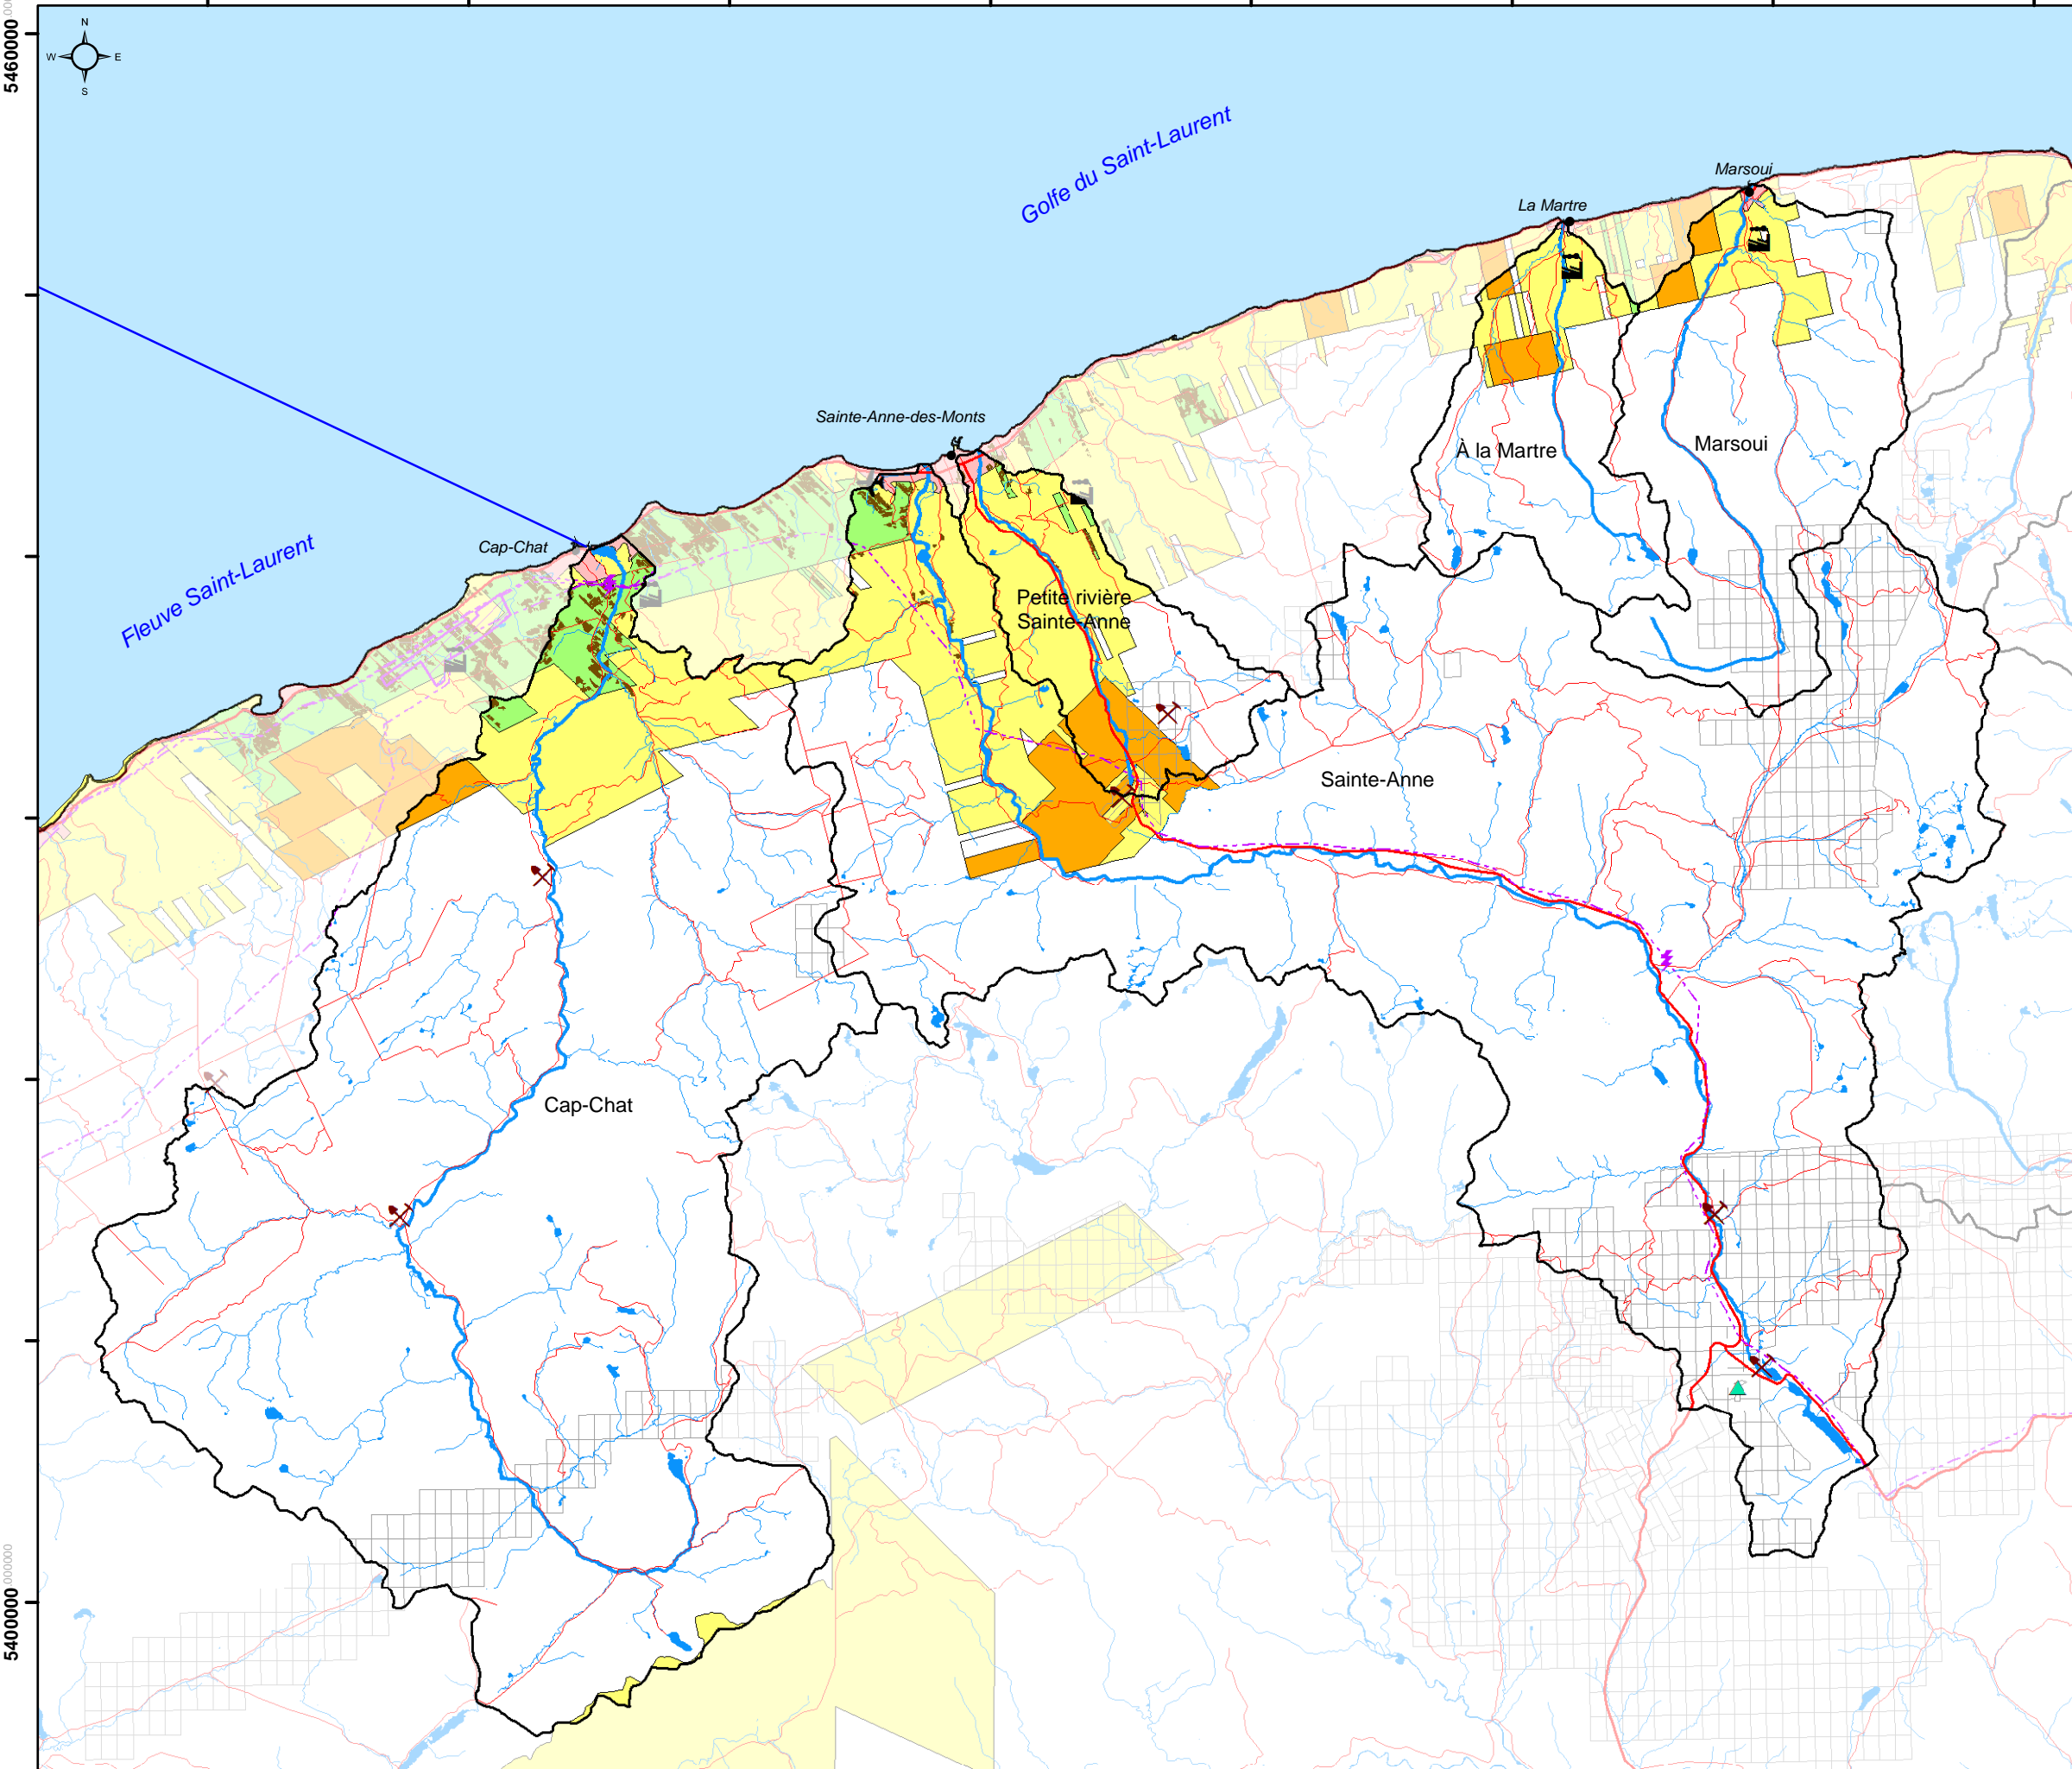 5460000
N
W
E
S
Golfe du Saint-Laurent
Marsoui
La Martre
Sainte-Anne-des-Monts
À la Martre
Marsoui
Cap-Chat
Fleuve Saint-Laurent
Petite rivière
Sainte-Anne
Sainte-Anne
Cap-Chat
5400000